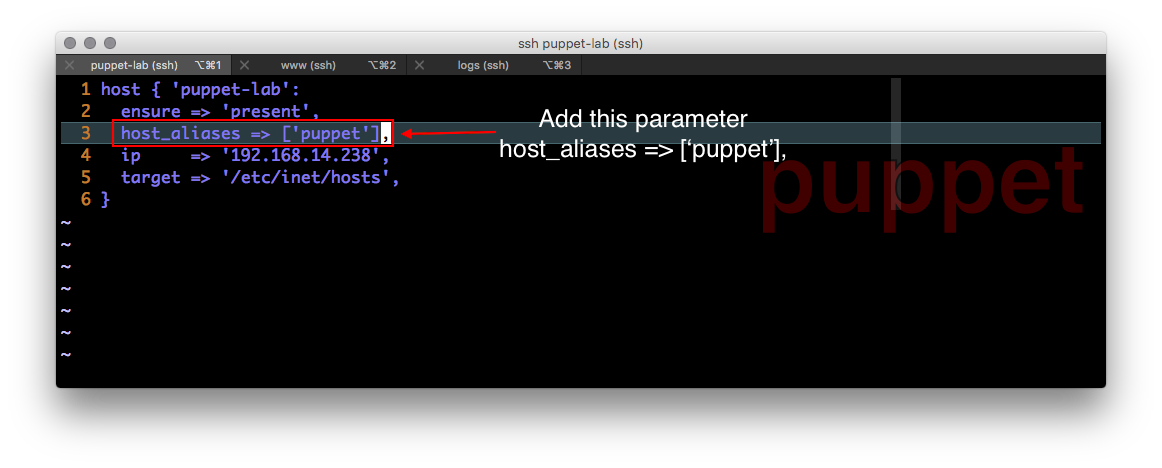 ssh puppet-lab (ssh)
puppet-lab (ssh) ⌥⌘1 www (ssh) ⌥⌘2 logs (ssh) ⌥⌘3
1 host { 'puppet-lab':
2   ensure => 'present',
3   host_aliases => ['puppet'],
4   ip     => '192.168.14.238',
5   target => '/etc/inet/hosts',
6 }
~
~
~
~
~
~
~
Add this parameter
host_aliases => [‘puppet’],
puppet